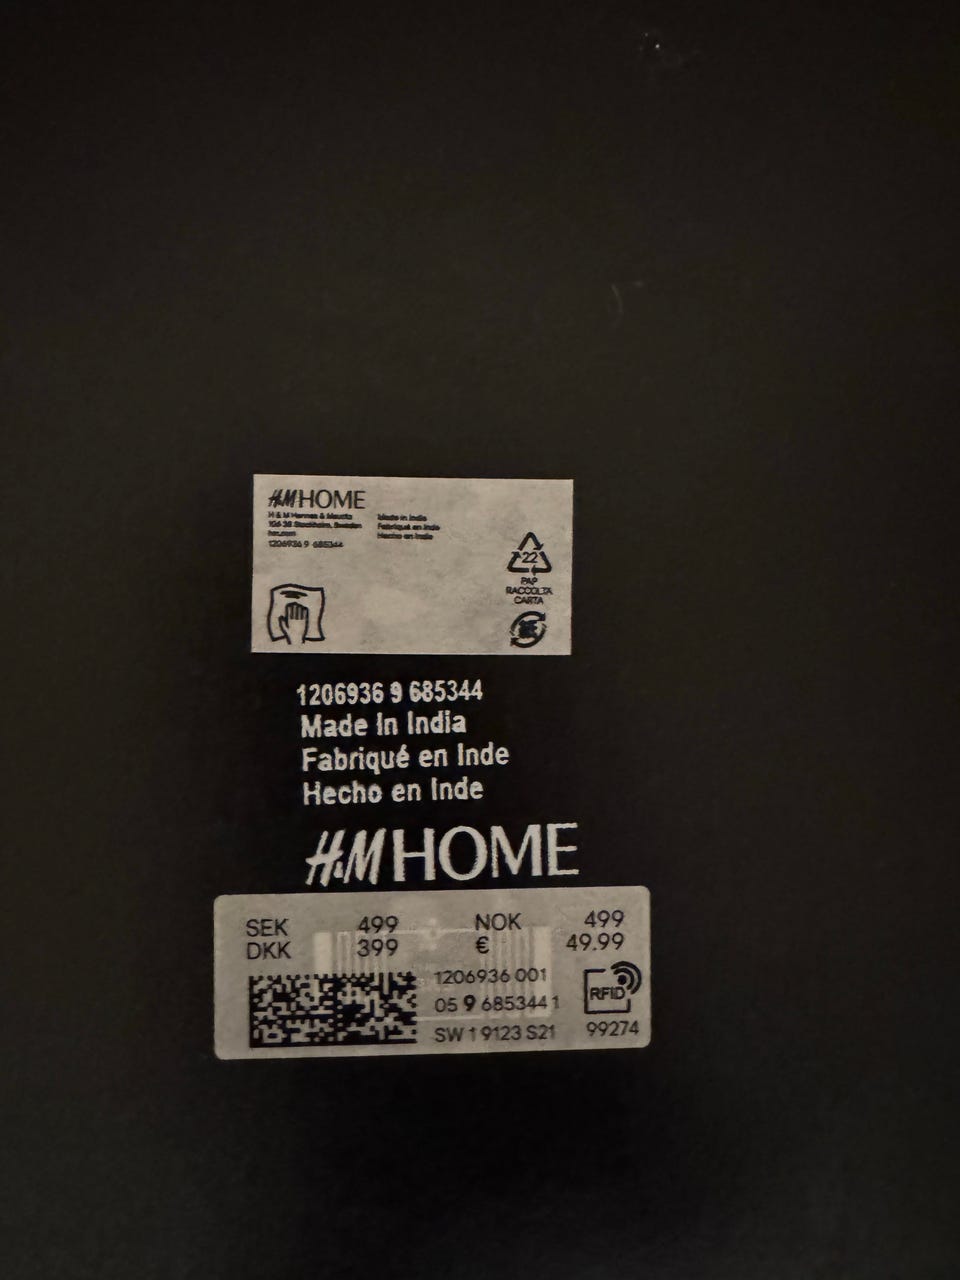 H&M HOME
H & M Hennes & Mauritz
106 38 Stockholm, Sweden
hm.com
1206936 9 685344
Made in India
Fabriqué en Inde
Hecho en Inde
22
PAP
RACCOLTA
CARTA
1206936 9 685344
Made In India
Fabriqué en Inde
Hecho en Inde
H&M HOME
SEK 499 NOK 499
DKK 399 € 49.99
1206936 001
05 9 685344 1
SW 1 9123 S21
RFID
99274